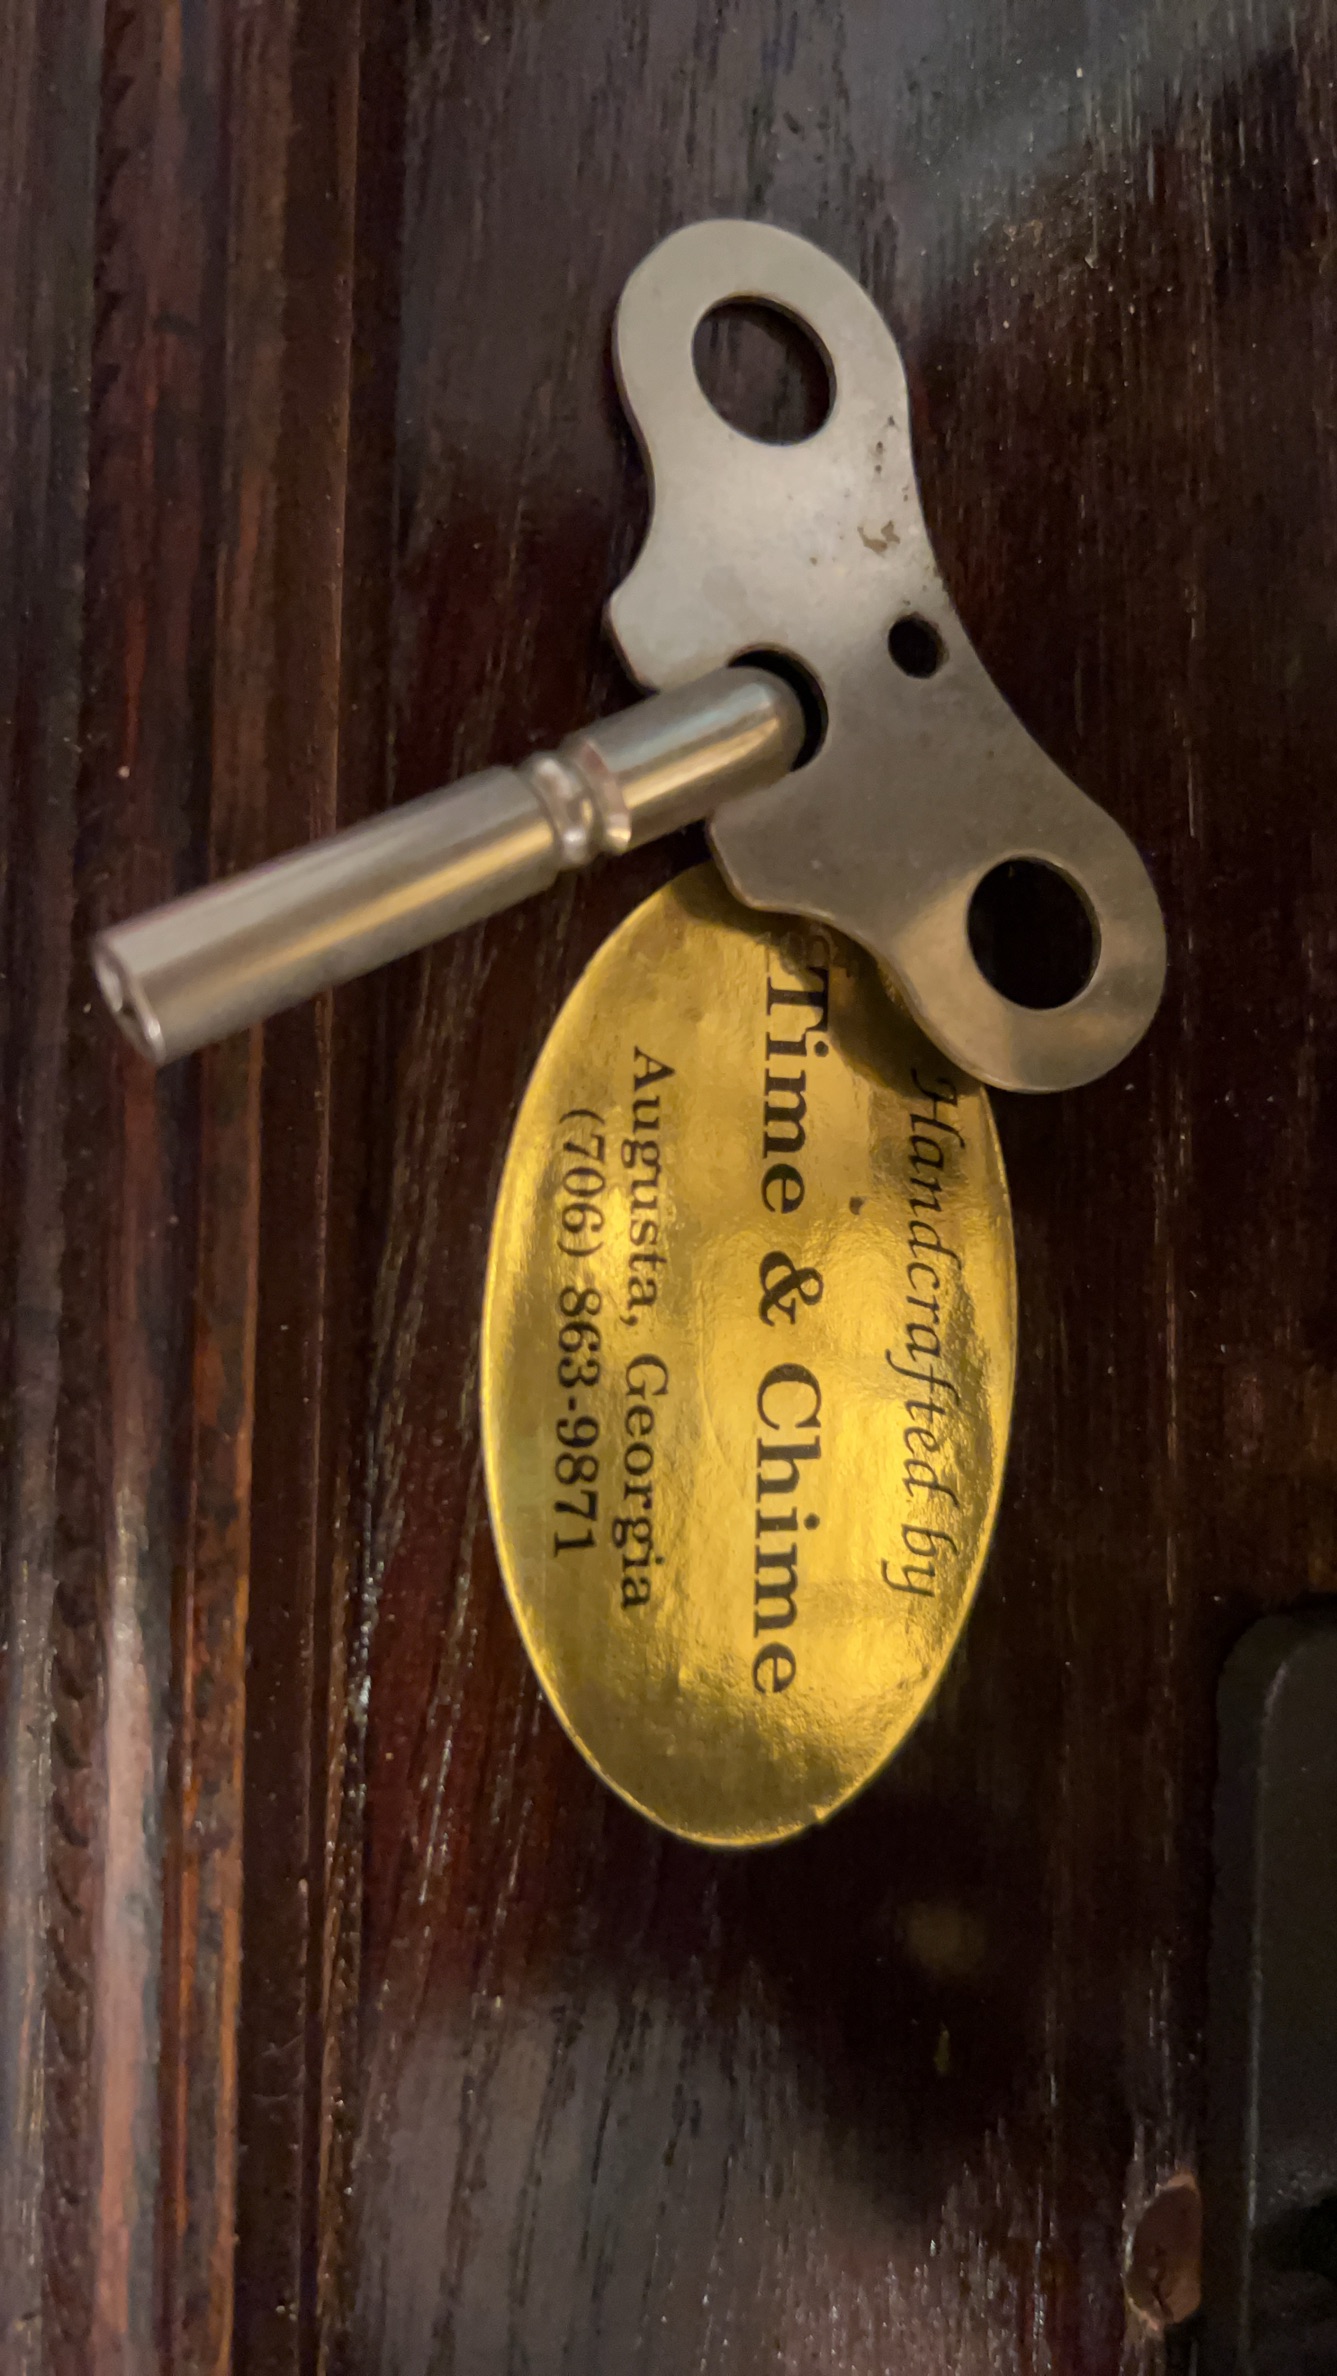 Handcrafted by
Time & Chime
Augusta, Georgia
(706) 863-9871